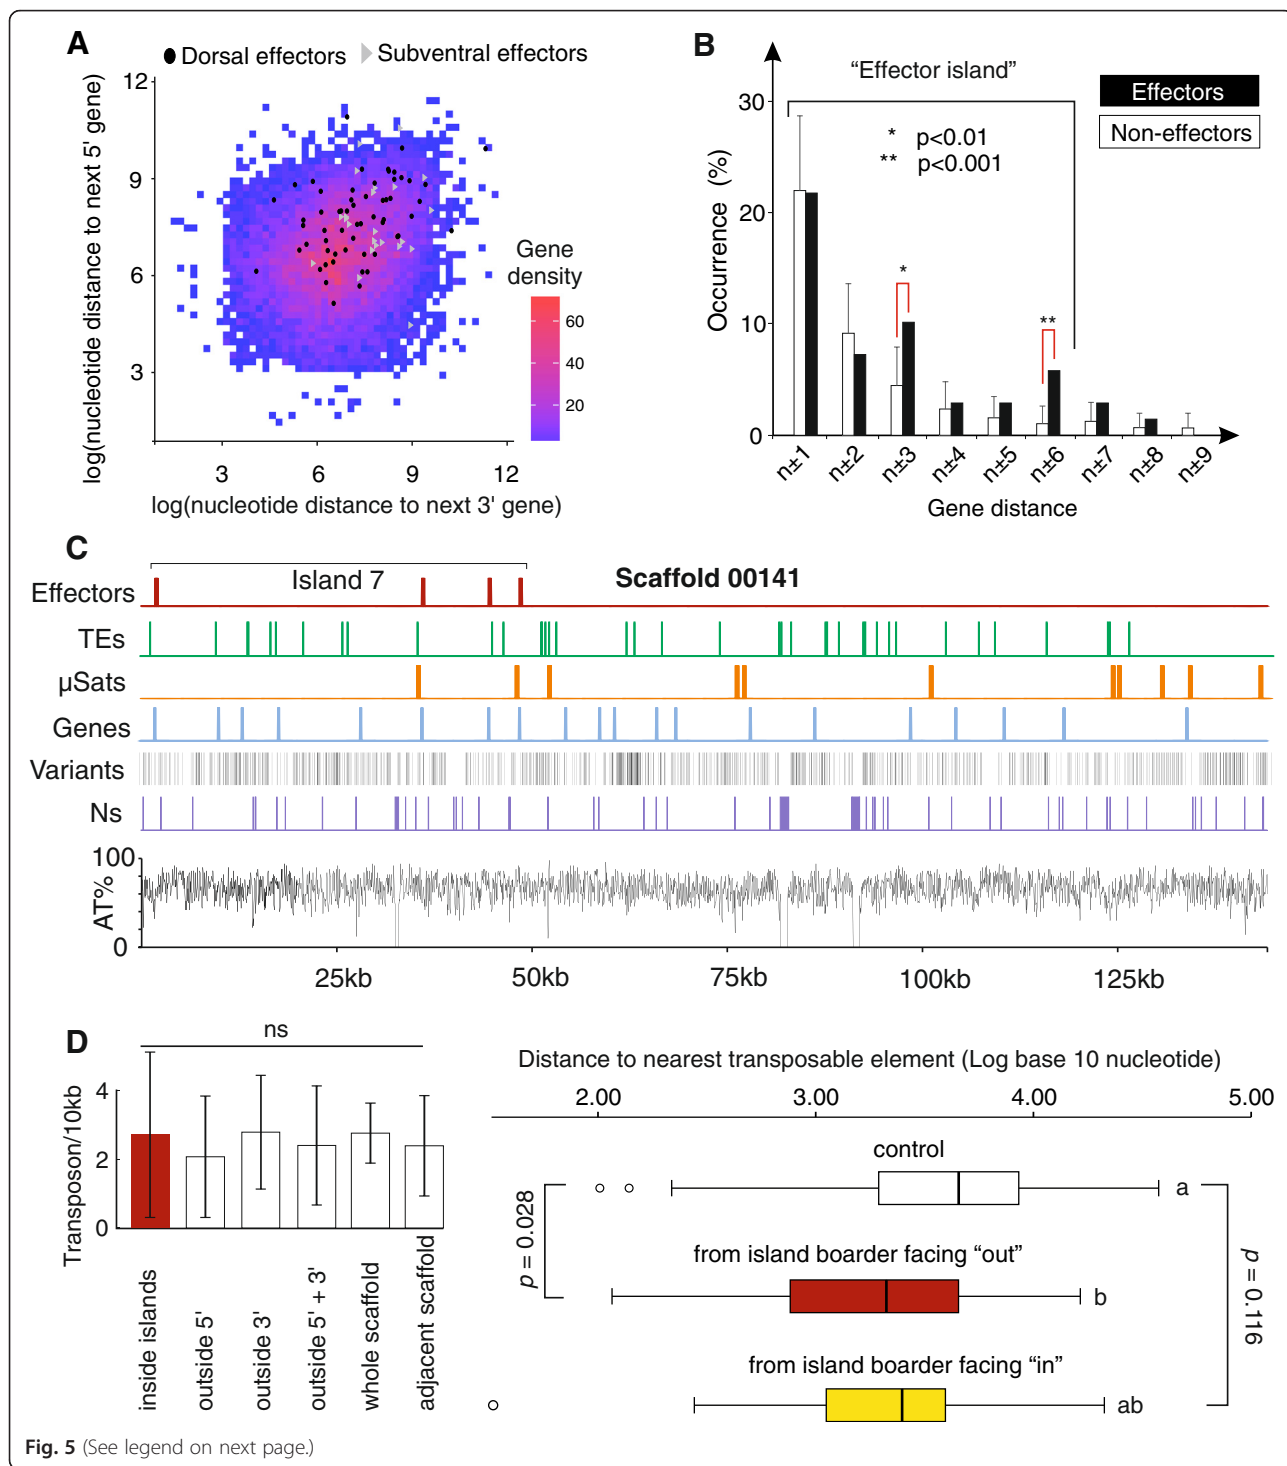 A
Dorsal effectors
Subventral effectors
log(nucleotide distance to next 5' gene)
12
9
6
3
3
6
9
12
log(nucleotide distance to next 3' gene)
Gene
density
60
40
20
B
“Effector island”
Effectors
Non-effectors
* p<0.01
** p<0.001
Occurrence (%)
30
20
10
0
*
**
n±1
n±2
n±3
n±4
n±5
n±6
n±7
n±8
n±9
Gene distance
C
Island 7
Scaffold 00141
Effectors
TEs
µSats
Genes
Variants
Ns
100
AT%
0
25kb
50kb
75kb
100kb
125kb
D
ns
Transposon/10kb
4
2
0
inside islands
outside 5'
outside 3'
outside 5' + 3'
whole scaffold
adjacent scaffold
Distance to nearest transposable element (Log base 10 nucleotide)
2.00
3.00
4.00
5.00
control
a
p = 0.028
from island boarder facing “out”
b
p = 0.116
from island boarder facing “in”
ab
Fig. 5 (See legend on next page.)